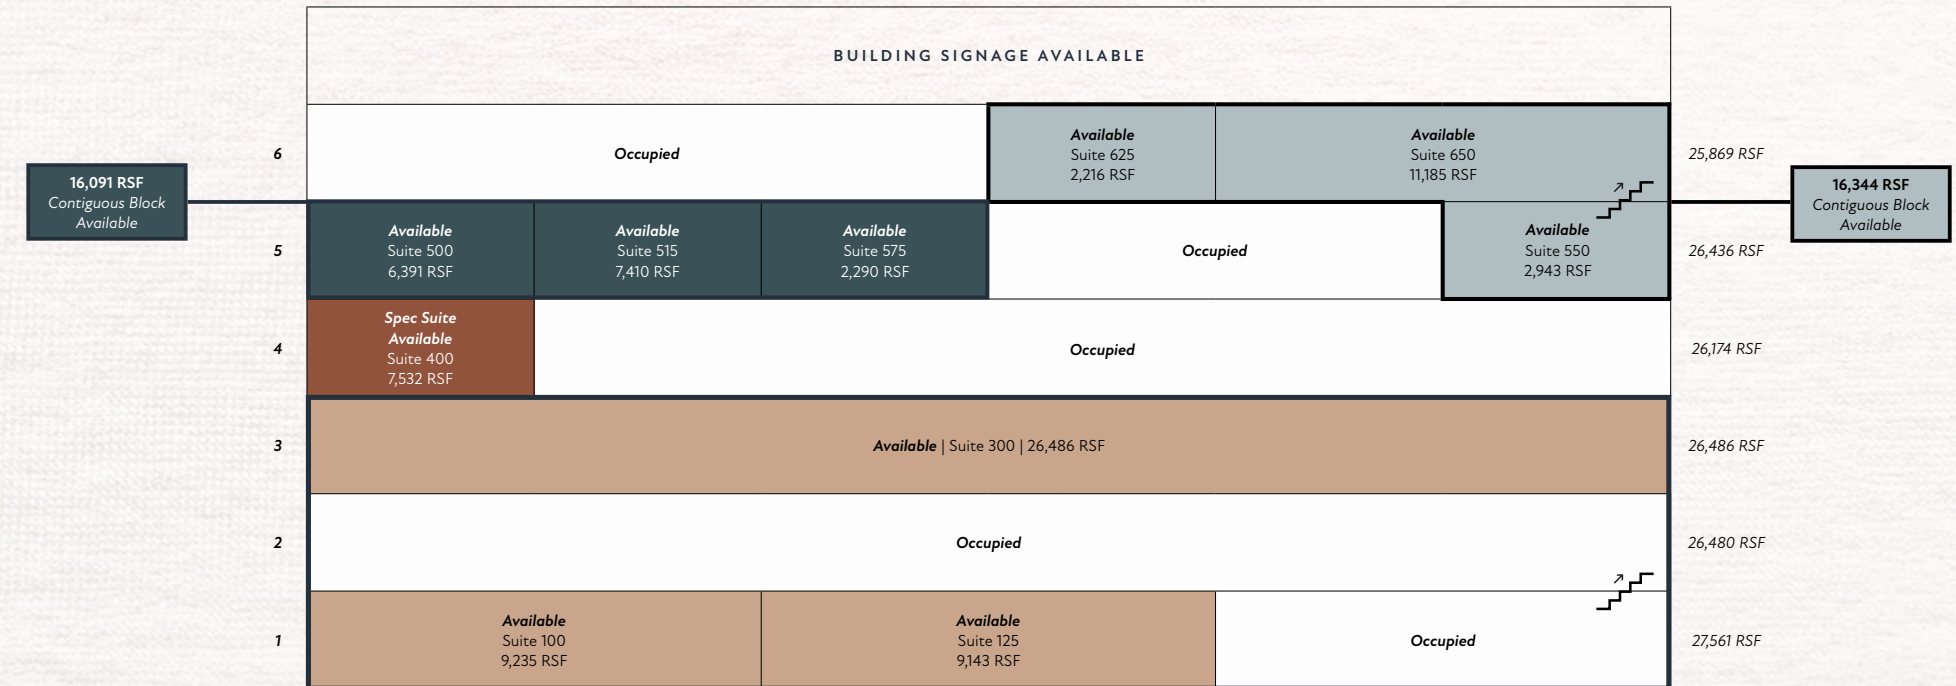 BUILDING SIGNAGE AVAILABLE
6
Occupied
Available
Suite 625
2,216 RSF
Available
Suite 650
11,185 RSF
25,869 RSF
16,091 RSF
Contiguous Block
Available
16,344 RSF
Contiguous Block
Available
5
Available
Suite 500
6,391 RSF
Available
Suite 515
7,410 RSF
Available
Suite 575
2,290 RSF
Occupied
Available
Suite 550
2,943 RSF
26,436 RSF
4
Spec Suite
Available
Suite 400
7,532 RSF
Occupied
26,174 RSF
3
Available | Suite 300 | 26,486 RSF
26,486 RSF
2
Occupied
26,480 RSF
1
Available
Suite 100
9,235 RSF
Available
Suite 125
9,143 RSF
Occupied
27,561 RSF